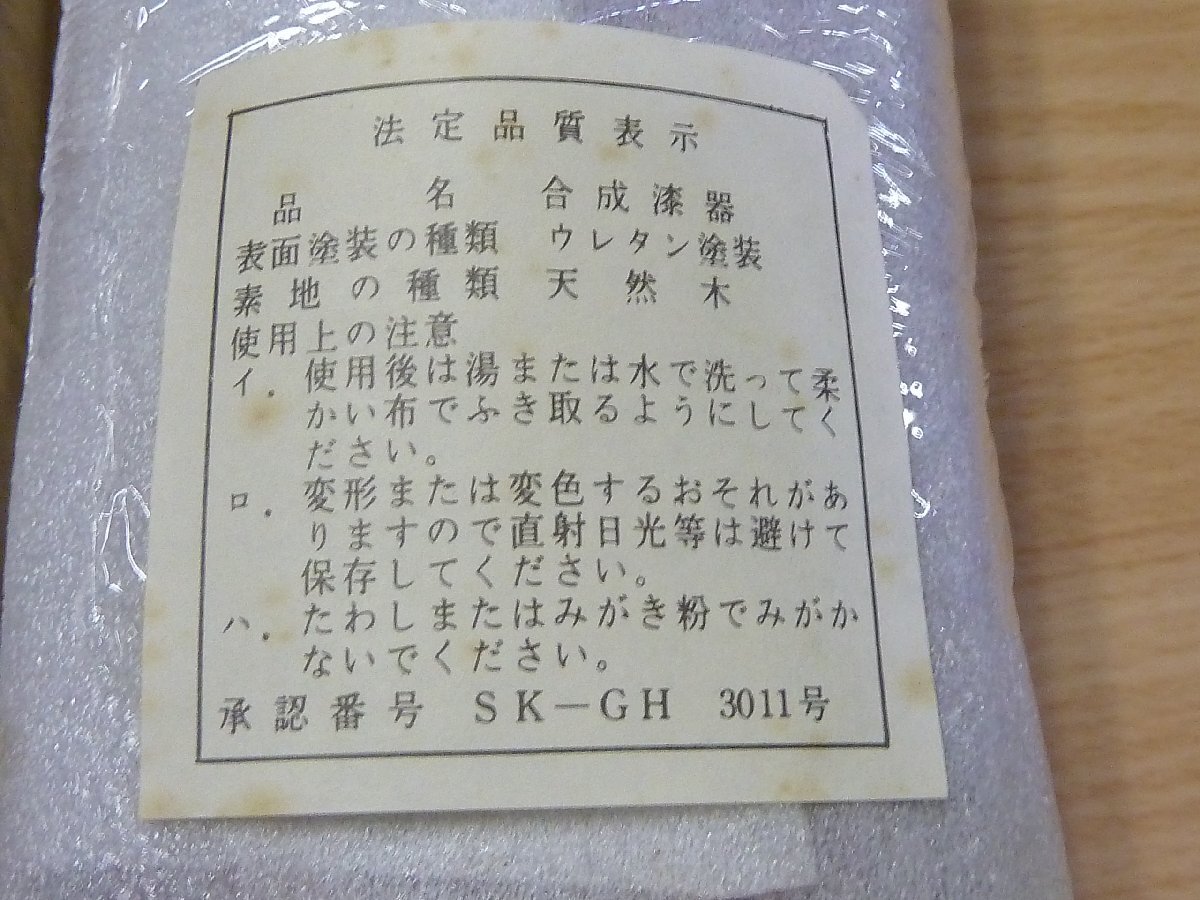 法定品質表示
品名 合成漆器
表面塗装の種類 ウレタン塗装
素地の種類 天然木
使用上の注意
イ．使用後は湯または水で洗って柔
かい布でふき取るようにしてく
ださい。
ロ．変形または変色するおそれがあ
りますので直射日光等は避けて
保存してください。
ハ．たわしまたはみがき粉でみがか
ないでください。
承認番号 SK－GH 3011号